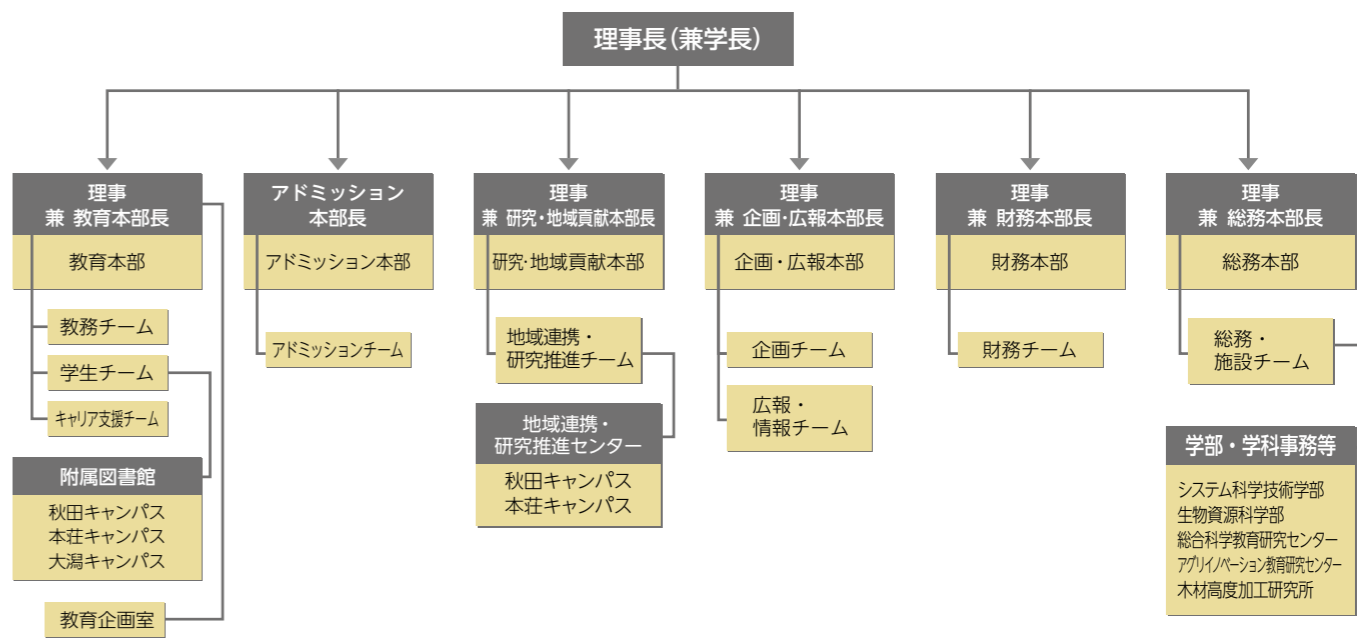 理事長（兼学長）
理事
兼 教育本部長
教育本部
教務チーム
学生チーム
キャリア支援チーム
附属図書館
秋田キャンパス
本荘キャンパス
大潟キャンパス
教育企画室
アドミッション
本部長
アドミッション本部
アドミッションチーム
理事
兼 研究・地域貢献本部長
研究・地域貢献本部
地域連携・
研究推進チーム
地域連携・
研究推進センター
秋田キャンパス
本荘キャンパス
理事
兼 企画・広報本部長
企画・広報本部
企画チーム
広報・
情報チーム
理事
兼 財務本部長
財務本部
財務チーム
理事
兼 総務本部長
総務本部
総務・
施設チーム
学部・学科事務等
システム科学技術学部
生物資源科学部
総合科学教育研究センター
アグリイノベーション教育研究センター
木材高度加工研究所